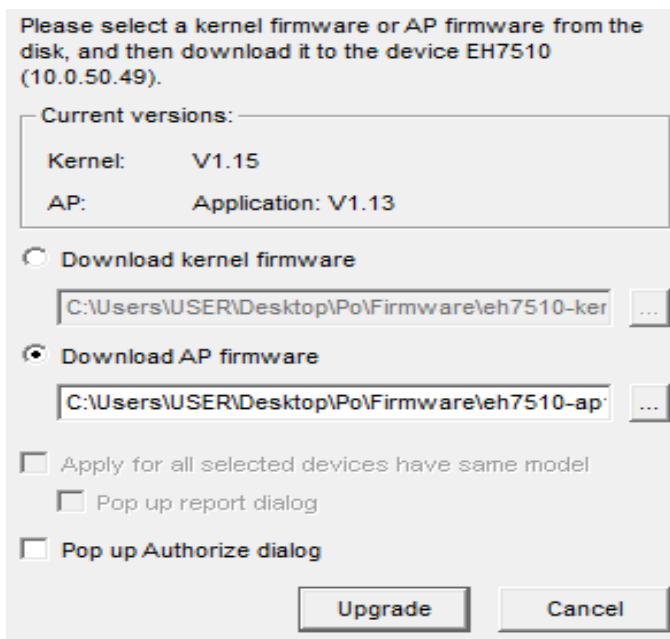 Please select a kernel firmware or AP firmware from the
disk, and then download it to the device EH7510
(10.0.50.49).
Current versions:
Kernel: V1.15
AP: Application: V1.13
Download kernel firmware
C:\Users\USER\Desktop\Po\Firmware\eh7510-ker ...
Download AP firmware
C:\Users\USER\Desktop\Po\Firmware\eh7510-ap ...
Apply for all selected devices have same model
Pop up report dialog
Pop up Authorize dialog
Upgrade Cancel